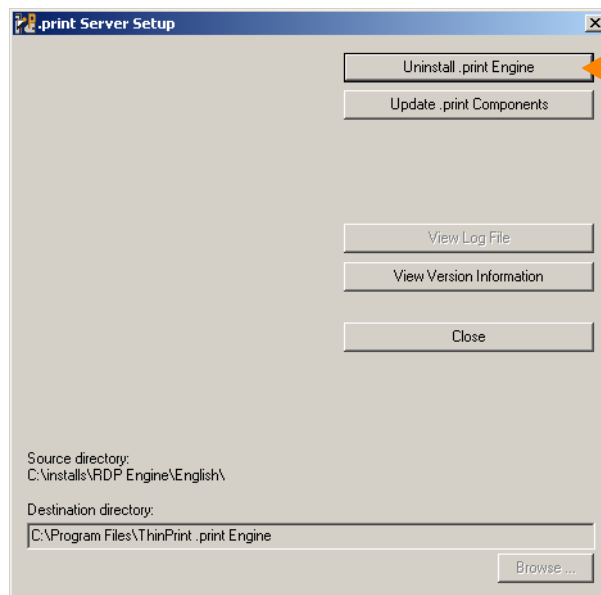 .print Server Setup
Uninstall .print Engine
Update .print Components
View Log File
View Version Information
Close
Source directory:
C:\installs\RDP Engine\English\
Destination directory:
C:\Program Files\ThinPrint .print Engine
Browse ...